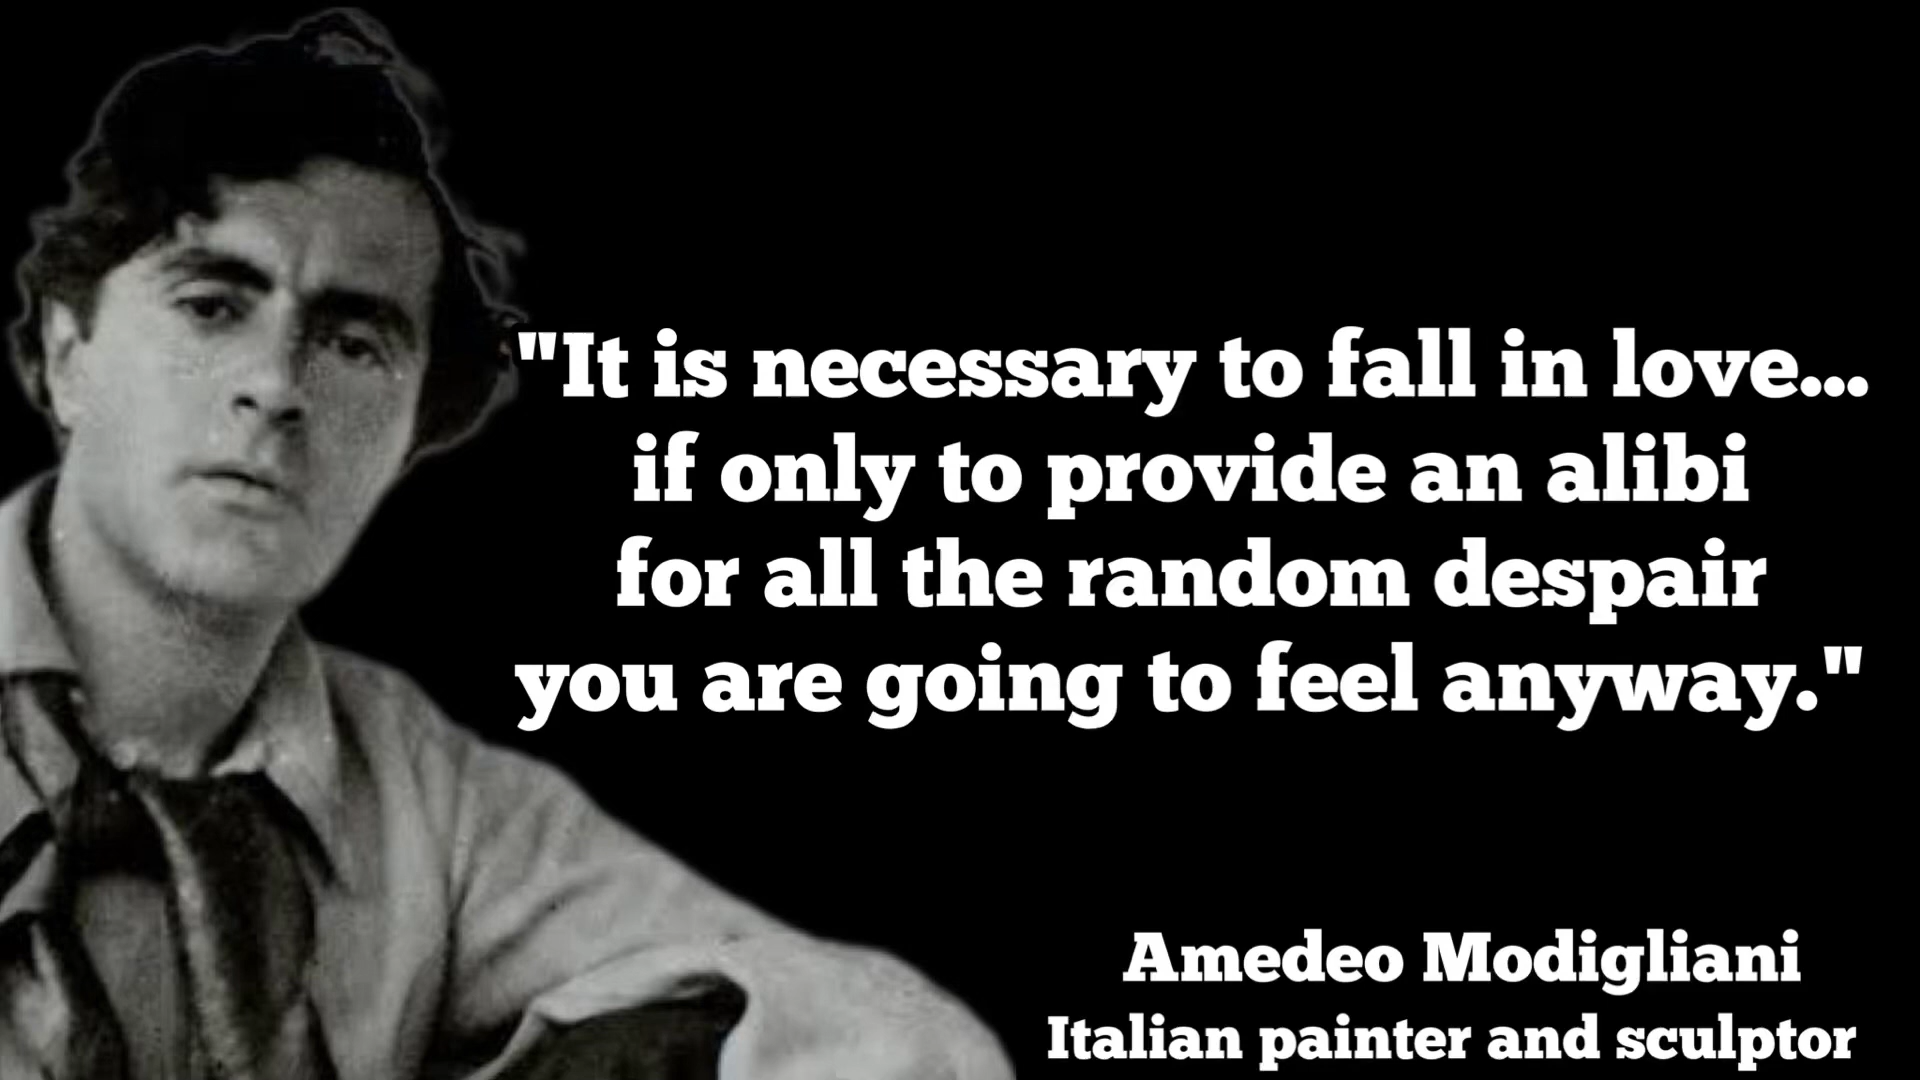 "It is necessary to fall in love...
if only to provide an alibi
for all the random despair
you are going to feel anyway."
Amedeo Modigliani
Italian painter and sculptor